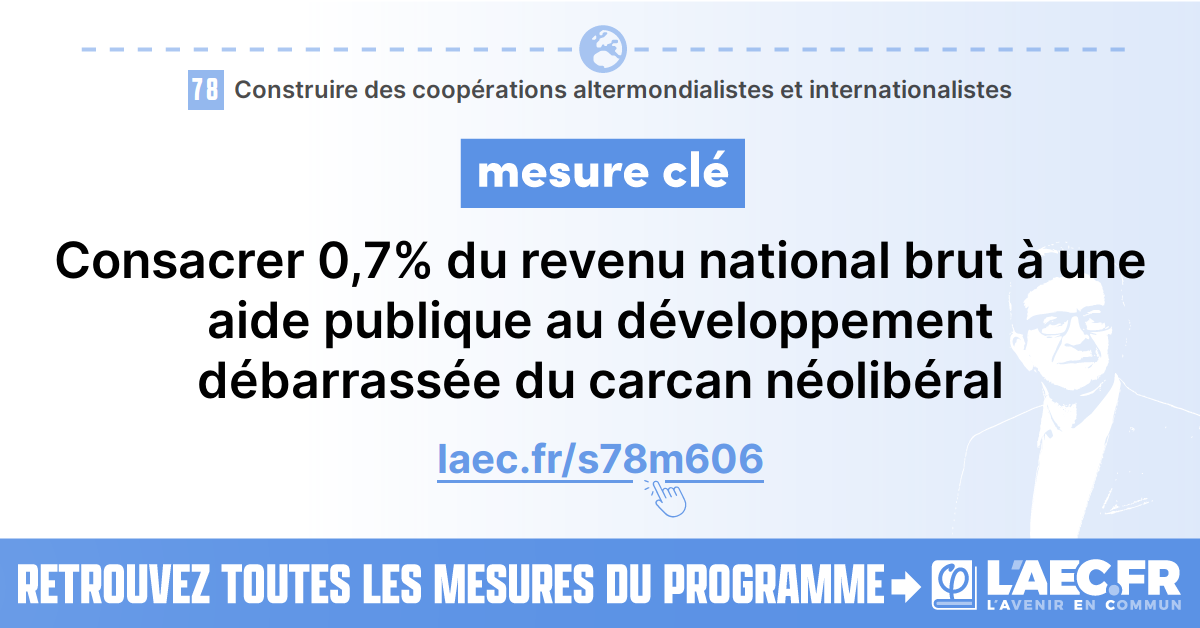 78 Construire des coopérations altermondialistes et internationalistes
mesure clé
Consacrer 0,7% du revenu national brut à une
aide publique au développement
débarrassée du carcan néolibéral
laec.fr/s78m606
RETROUVEZ TOUTES LES MESURES DU PROGRAMME φ L'AEC.FR
L'AVENIR EN COMMUN